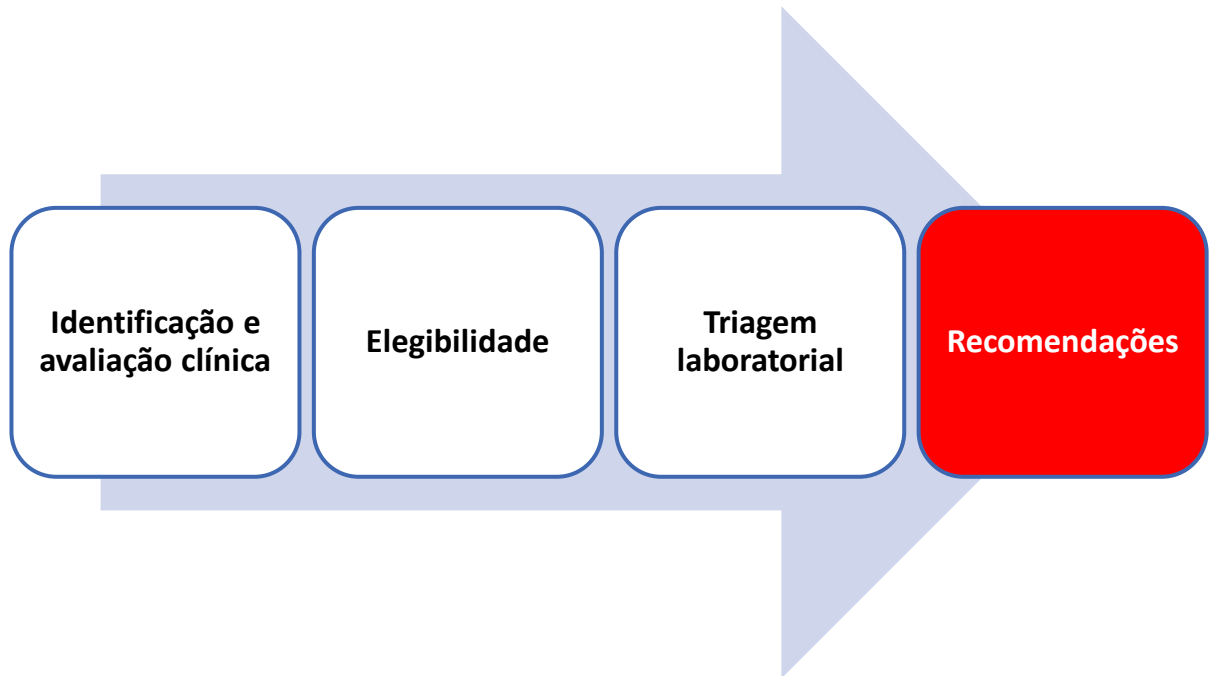 Identificação e
avaliação clínica
Elegibilidade
Triagem
laboratorial
Recomendações